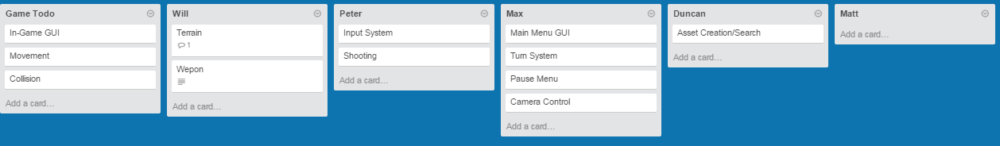 Game Todo
In-Game GUI
Movement
Collision
Add a card...
Will
Terrain
1
Wepon
Add a card...
Peter
Input System
Shooting
Add a card...
Max
Main Menu GUI
Turn System
Pause Menu
Camera Control
Add a card...
Duncan
Asset Creation/Search
Add a card...
Matt
Add a card...